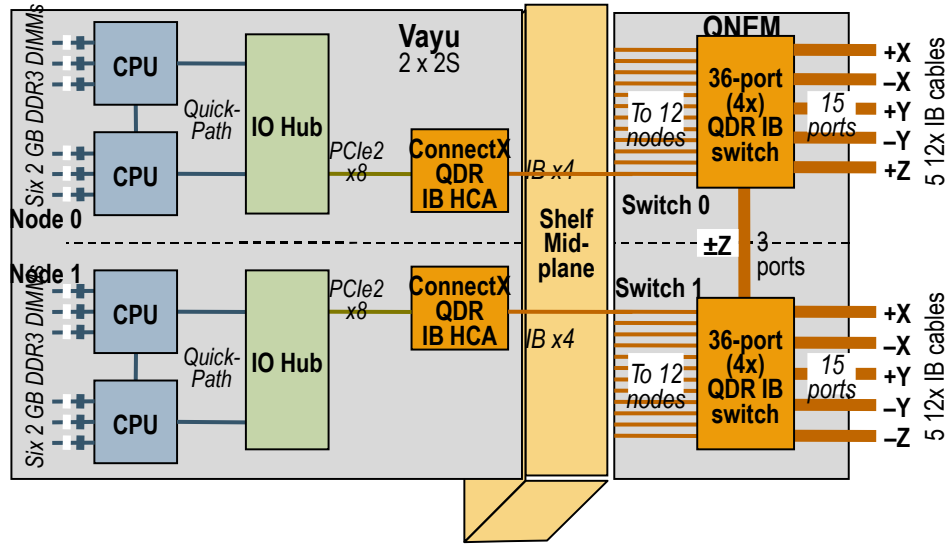 Vayu
2 x 2S
Six 2 GB DDR3 DIMMs
CPU
CPU
Quick-
Path
IO Hub
PCIe2
x8
ConnectX
QDR
IB HCA
IB x4
Node 0
Node 1
Six 2 GB DDR3 DIMMs
CPU
CPU
Quick-
Path
IO Hub
PCIe2
x8
ConnectX
QDR
IB HCA
IB x4
Shelf
Mid-
plane
QNEM
To 12
nodes
36-port
(4x)
QDR IB
switch
15
ports
+X
–X
+Y
–Y
+Z
5 12x IB cables
Switch 0
±Z
3
ports
Switch 1
To 12
nodes
36-port
(4x)
QDR IB
switch
15
ports
+X
–X
+Y
–Y
–Z
5 12x IB cables